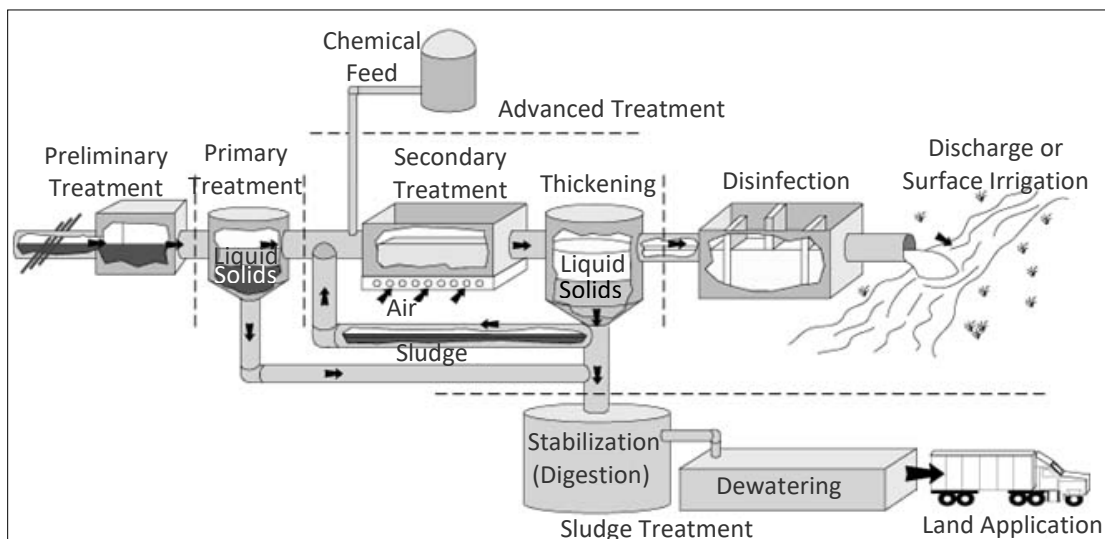 Chemical
Feed
Advanced Treatment
Preliminary
Treatment
Primary
Treatment
Secondary
Treatment
Thickening
Disinfection
Discharge or
Surface Irrigation
Liquid
Solids
Liquid
Solids
Air
Sludge
Stabilization
(Digestion)
Dewatering
Sludge Treatment
Land Application